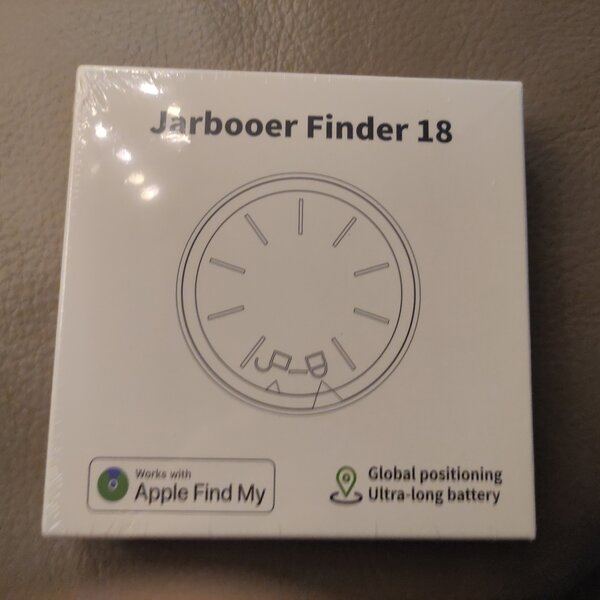 Jarbooer Finder 18
Works with
Apple Find My
Global positioning
Ultra-long battery